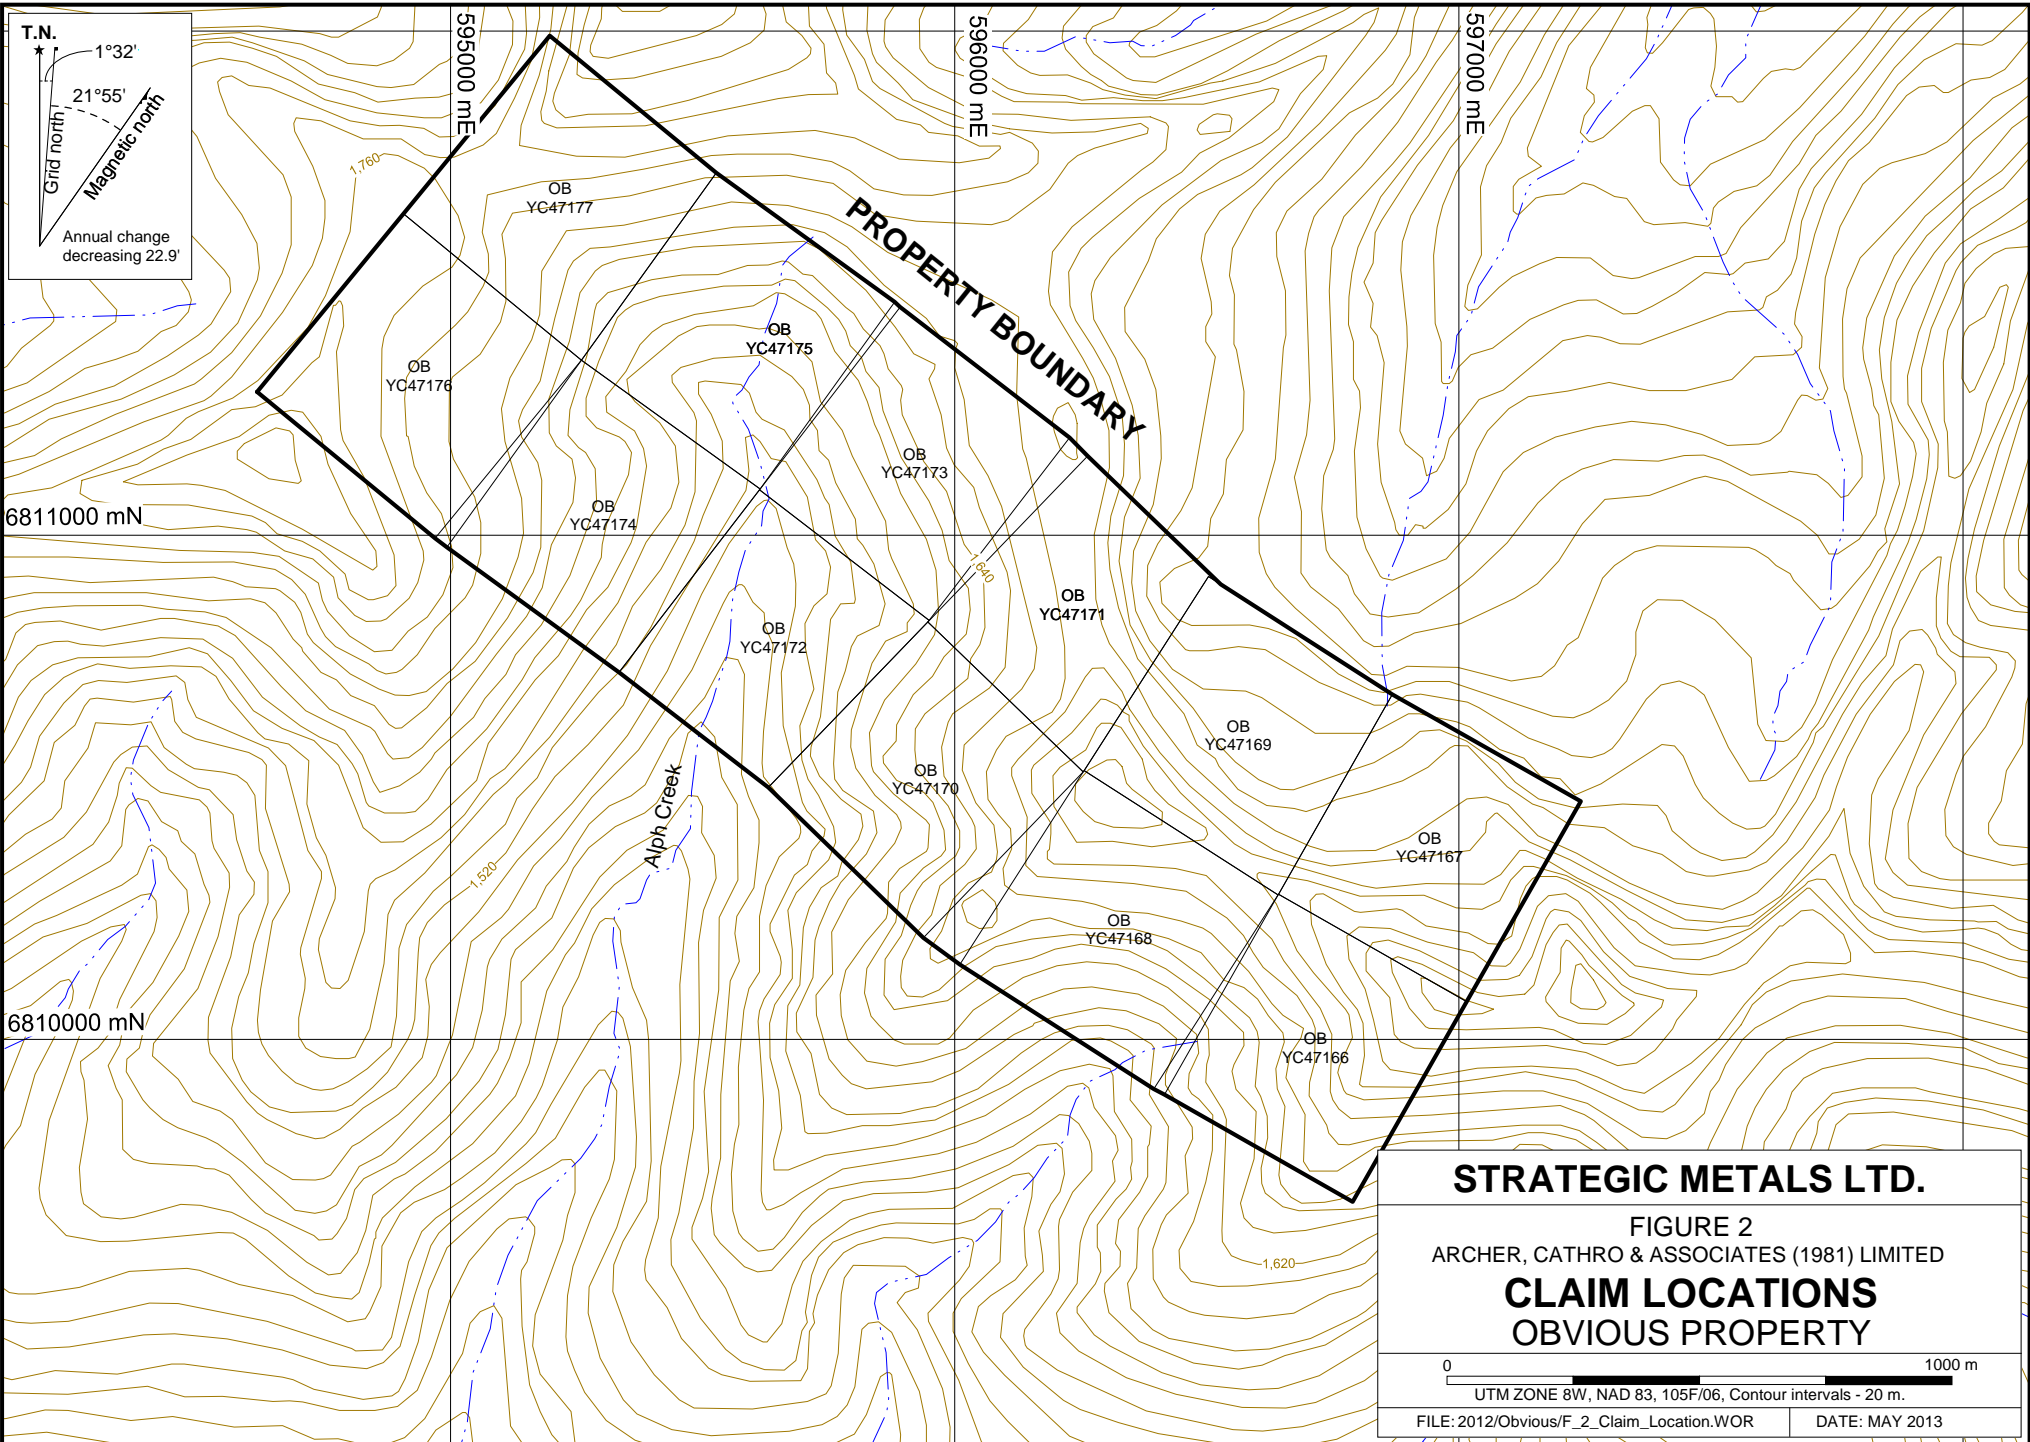 T.N.
1°32'
21°55'
Grid north
Magnetic north
Annual change
decreasing 22.9'
595000 mE
596000 mE
597000 mE
1,760
OB
YC47177
PROPERTY BOUNDARY
OB
YC47175
OB
YC47176
OB
YC47173
6811000 mN
OB
YC47174
1,640
OB
YC47171
OB
YC47172
OB
YC47169
OB
YC47170
Alph Creek
OB
YC47167
1,520
OB
YC47168
6810000 mN
OB
YC47166
1,620
STRATEGIC METALS LTD.
FIGURE 2
ARCHER, CATHRO & ASSOCIATES (1981) LIMITED
CLAIM LOCATIONS
OBVIOUS PROPERTY
0 1000 m
UTM ZONE 8W, NAD 83, 105F/06, Contour intervals - 20 m.
FILE: 2012/Obvious/F_2_Claim_Location.WOR DATE: MAY 2013